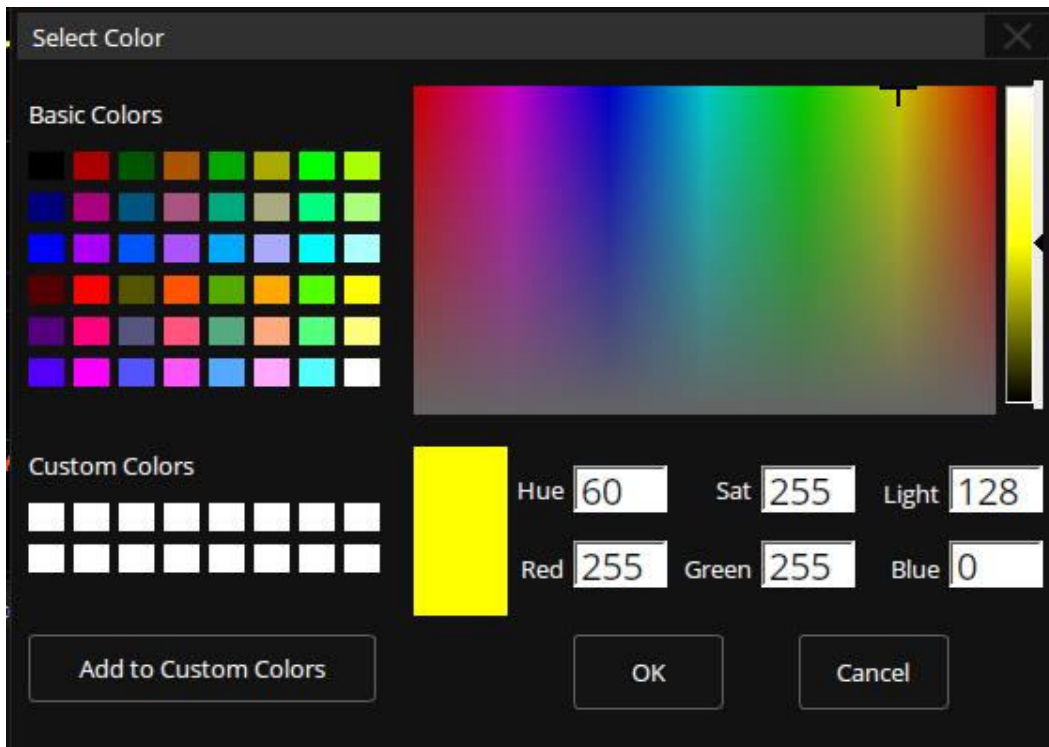 Select Color
Basic Colors
Custom Colors
Hue 60 Sat 255 Light 128
Red 255 Green 255 Blue 0
Add to Custom Colors OK Cancel